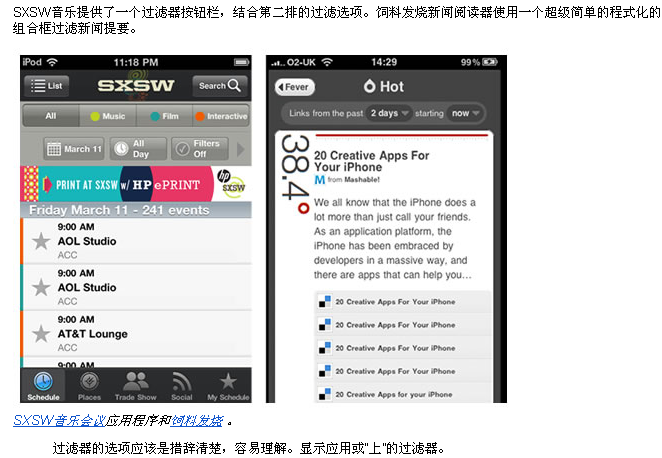 SXSW音乐提供了一个过滤器按钮栏，结合第二排的过滤选项。饲料发烧新闻阅读器使用一个超级简单的程式化的
组合框过滤新闻提要。
iPod 11:18 PM
List SXSW Search
All Music Film Interactive
March 11 All Day Filters Off
PRINT AT SXSW w/ HP ePRINT hp SXSW
Friday March 11 - 241 events
9:00 AM
AOL Studio
ACC
9:00 AM
AOL Studio
ACC
9:00 AM
AT&T Lounge
ACC
9:00 AM
Schedule Places Trade Show Social My Schedule
O2-UK 14:29 99%
Fever Hot
Links from the past 2 days starting now
38.4°
20 Creative Apps For
Your iPhone
M from Mashable!
We all know that the iPhone does a
lot more than just call your friends.
As an application platform, the
iPhone has been embraced by
developers in a massive way, and
there are apps that can help you...
20 Creative Apps For Your iPhone
20 Creative Apps For Your iPhone
20 Creative Apps For Your iPhone
20 Creative Apps For Your iPhone
20 Creative Apps for your iPhone
SXSW音乐会议应用程序和饲料发烧 。
过滤器的选项应该是措辞清楚，容易理解。显示应用或“上”的过滤器。